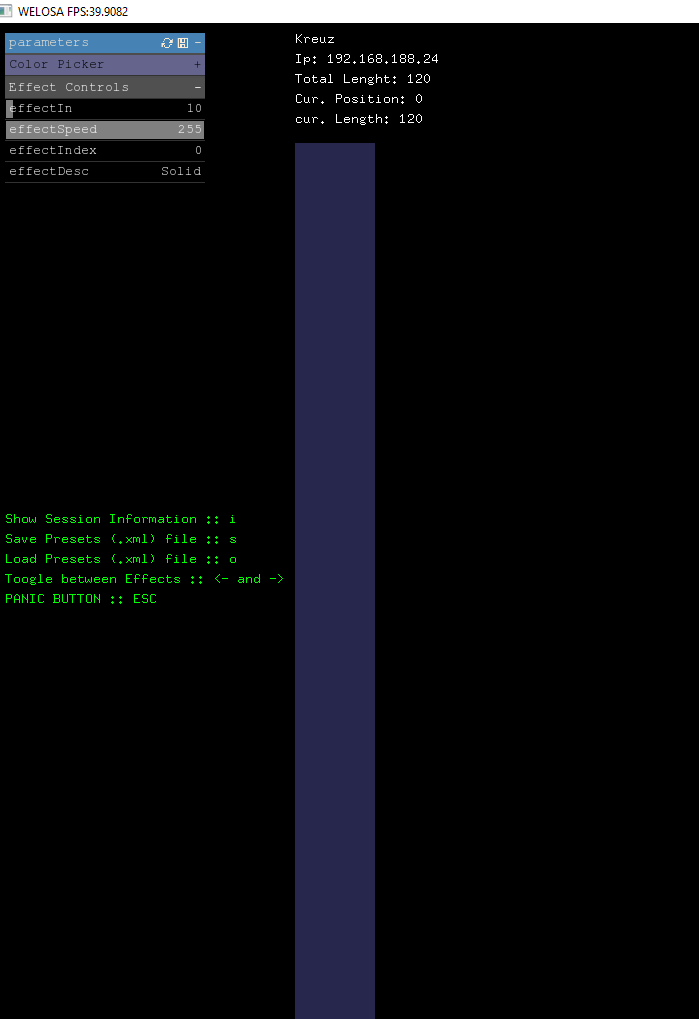 WELOSA FPS:39.9082
parameters -
Color Picker +
Effect Controls -
effectIn 10
effectSpeed 255
effectIndex 0
effectDesc Solid
Kreuz
Ip: 192.168.188.24
Total Lenght: 120
Cur. Position: 0
cur. Length: 120
Show Session Information :: i
Save Presets (.xml) file :: s
Load Presets (.xml) file :: o
Toogle between Effects :: <- and ->
PANIC BUTTON :: ESC